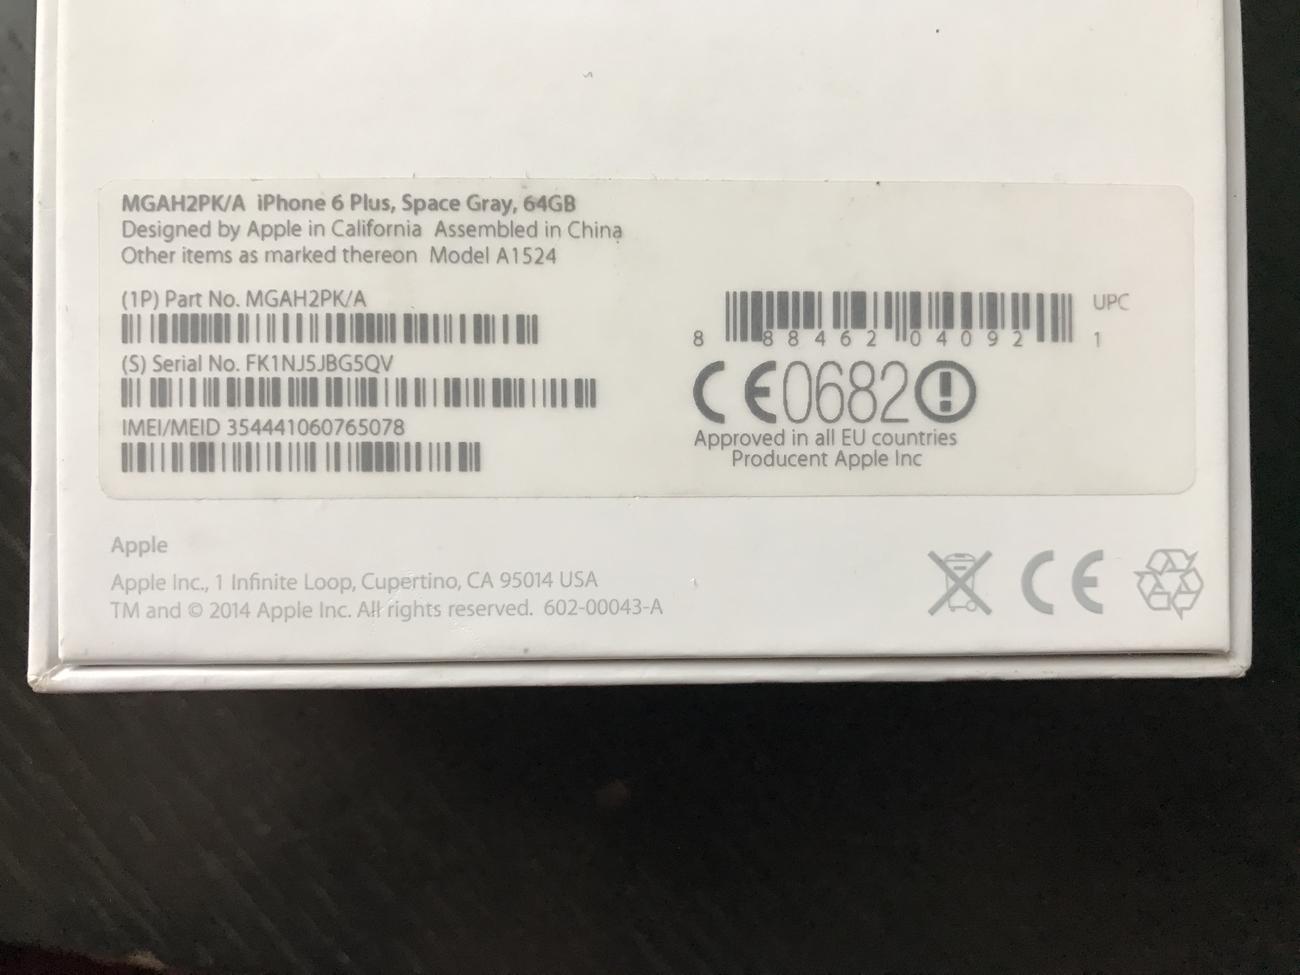 MGAH2PK/A iPhone 6 Plus, Space Gray, 64GB
Designed by Apple in California Assembled in China
Other items as marked thereon Model A1524
(1P) Part No. MGAH2PK/A
(S) Serial No. FK1NJ5JBG5QV
IMEI/MEID 354441060765078
UPC
8 88462 04092 1
CE0682
Approved in all EU countries
Producent Apple Inc
Apple
Apple Inc., 1 Infinite Loop, Cupertino, CA 95014 USA
TM and © 2014 Apple Inc. All rights reserved. 602-00043-A
CE